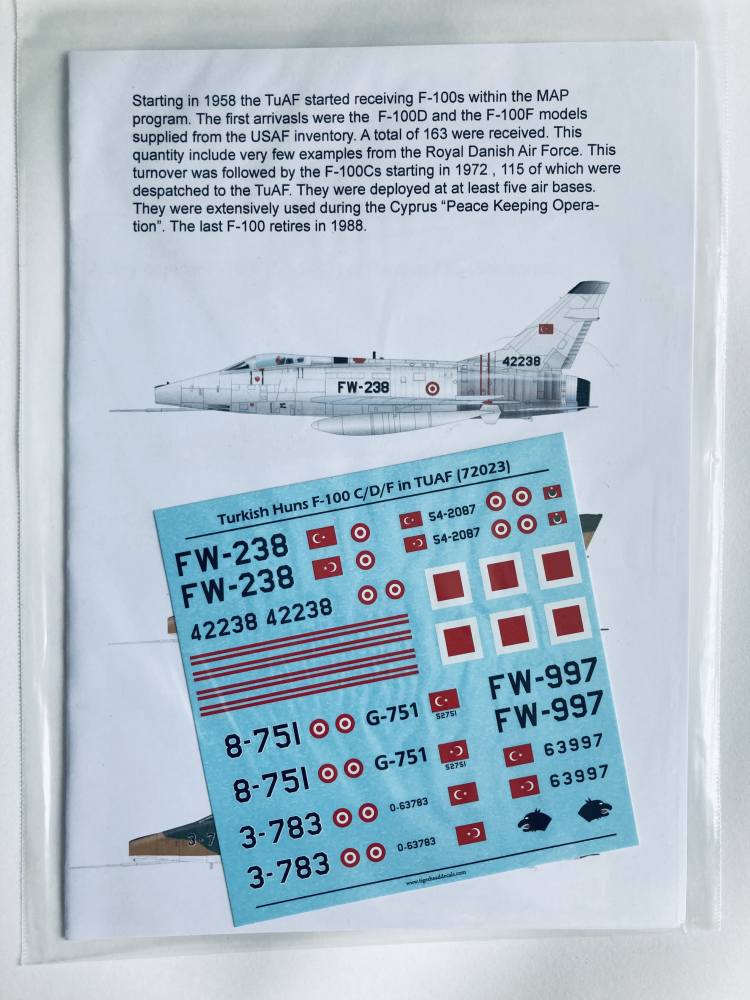 Starting in 1958 the TuAF started receiving F-100s within the MAP
program. The first arrivasls were the F-100D and the F-100F models
supplied from the USAF inventory. A total of 163 were received. This
quantity include very few examples from the Royal Danish Air Force. This
turnover was followed by the F-100Cs starting in 1972 , 115 of which were
despatched to the TuAF. They were deployed at at least five air bases.
They were extensively used during the Cyprus “Peace Keeping Opera-
tion”. The last F-100 retires in 1988.
42238
FW-238
Turkish Huns F-100 C/D/F in TUAF (72023)
FW-238
54-2087
FW-238
54-2087
42238 42238
FW-997
FW-997
8-751
G-751
52751
63997
8-751
G-751
52751
63997
3-783
0-63783
3-783
0-63783
3-7
www.tigerheaddecals.com